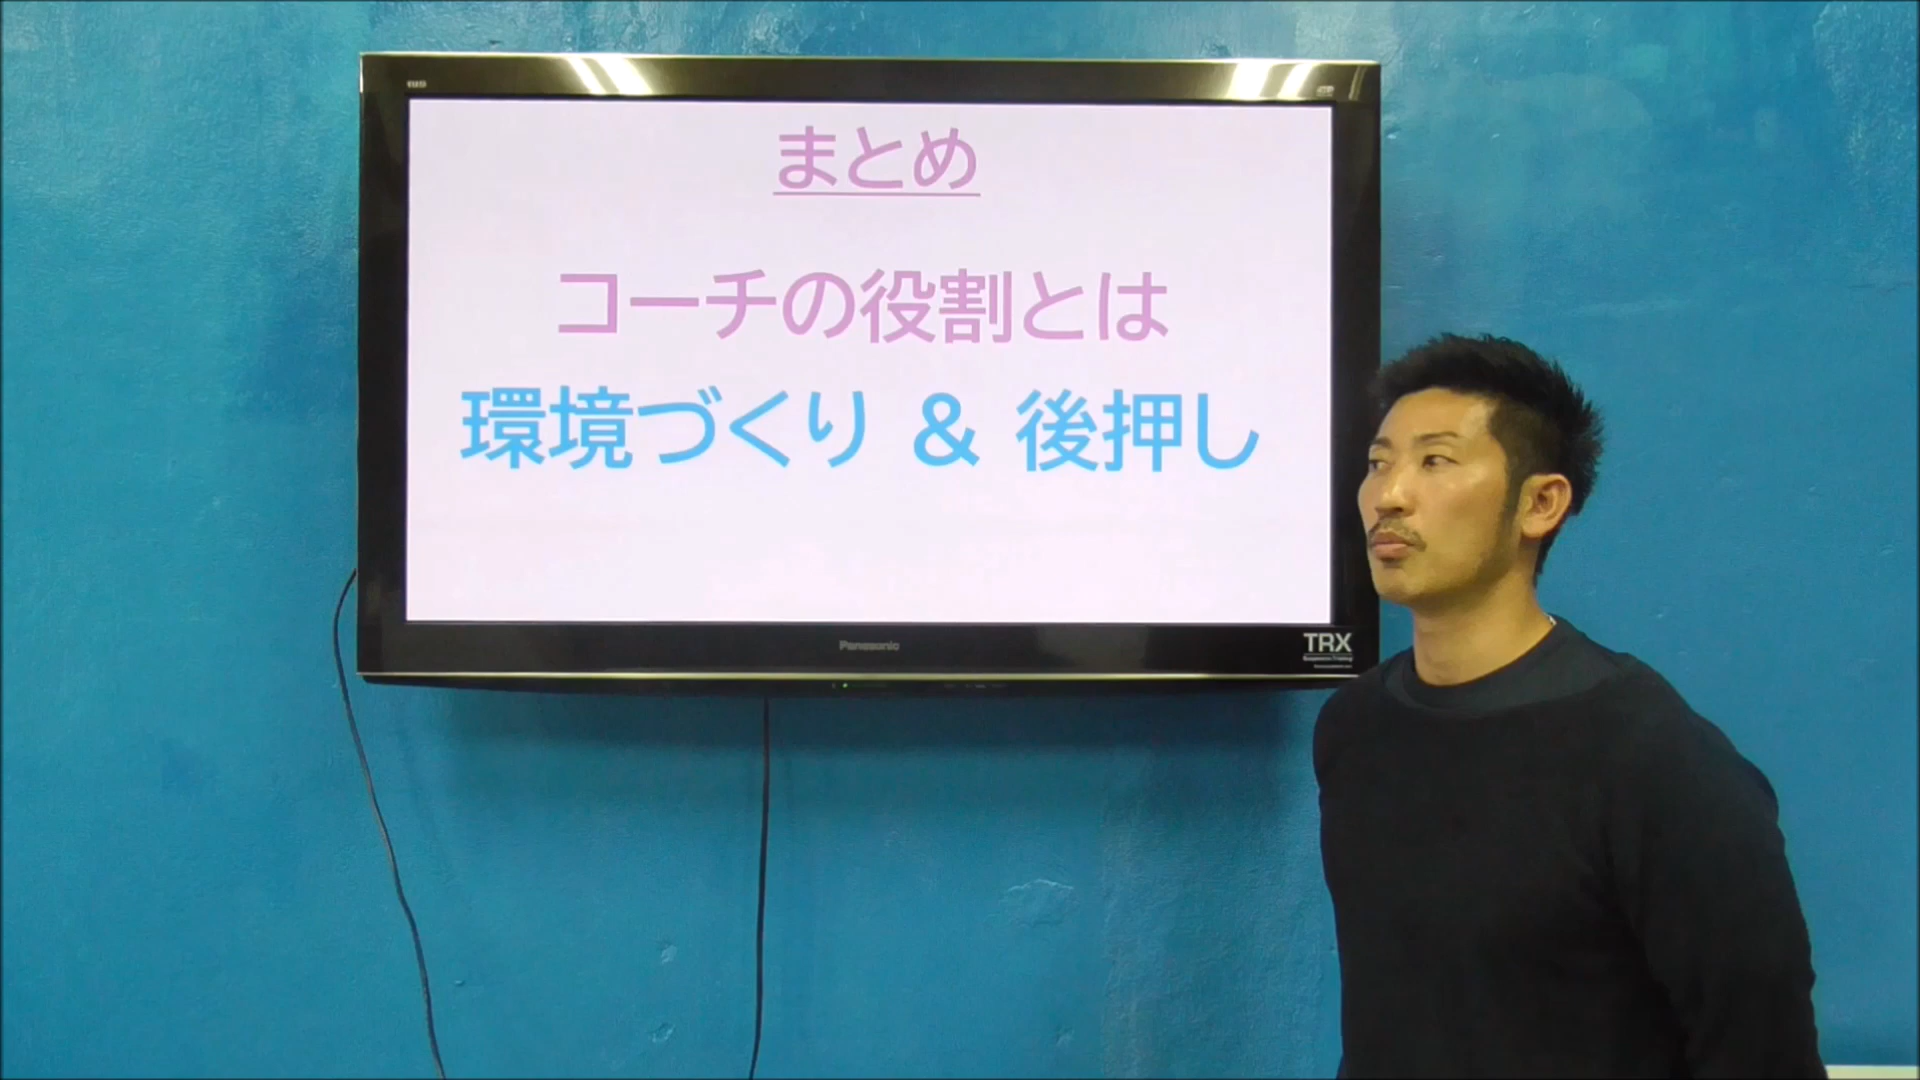 まとめ
コーチの役割とは
環境づくり & 後押し
Panasonic
TRX